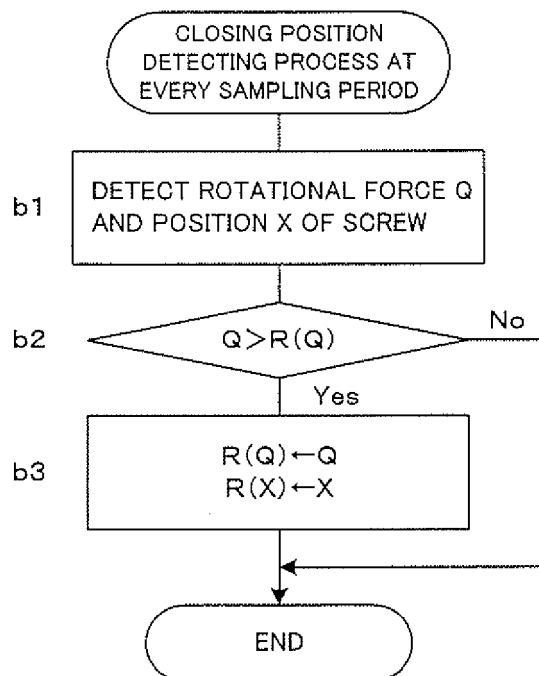 CLOSING POSITION
DETECTING PROCESS AT
EVERY SAMPLING PERIOD
b1
DETECT ROTATIONAL FORCE Q
AND POSITION X OF SCREW
b2
Q>R(Q)
No
Yes
b3
R(Q)←Q
R(X)←X
END